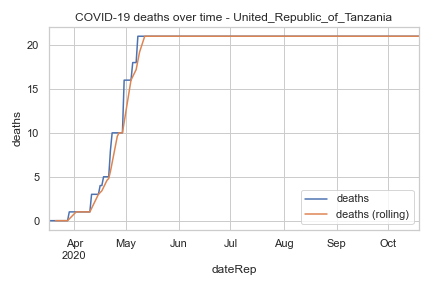 COVID-19 deaths over time - United_Republic_of_Tanzania
deaths
20
15
10
5
0
Apr May Jun Jul Aug Sep Oct
2020
dateRep
deaths
deaths (rolling)